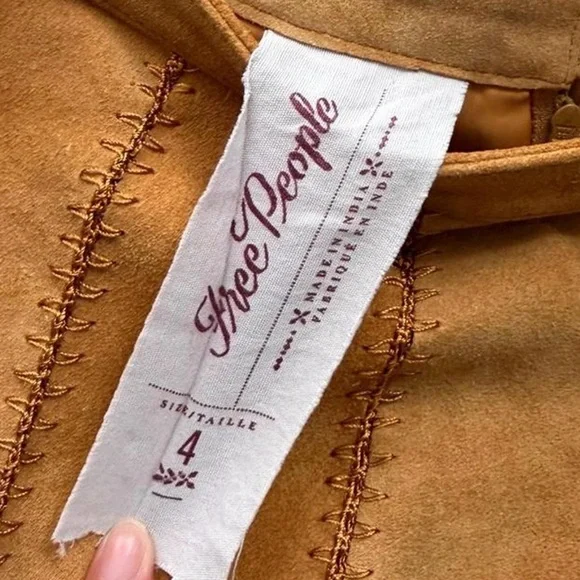 Free People
MADE IN INDIA
FABRIQUE EN INDE
SIZE/TAILLE
4